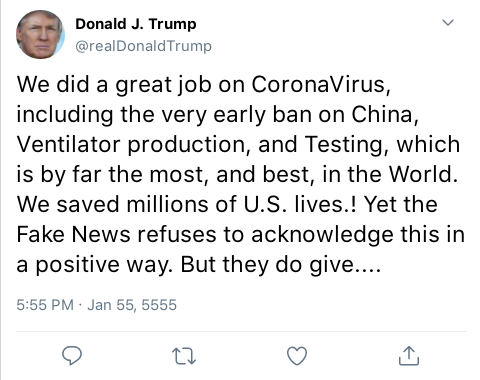 Donald J. Trump
@realDonaldTrump
We did a great job on CoronaVirus,
including the very early ban on China,
Ventilator production, and Testing, which
is by far the most, and best, in the World.
We saved millions of U.S. lives.! Yet the
Fake News refuses to acknowledge this in
a positive way. But they do give....
5:55 PM · Jan 55, 5555